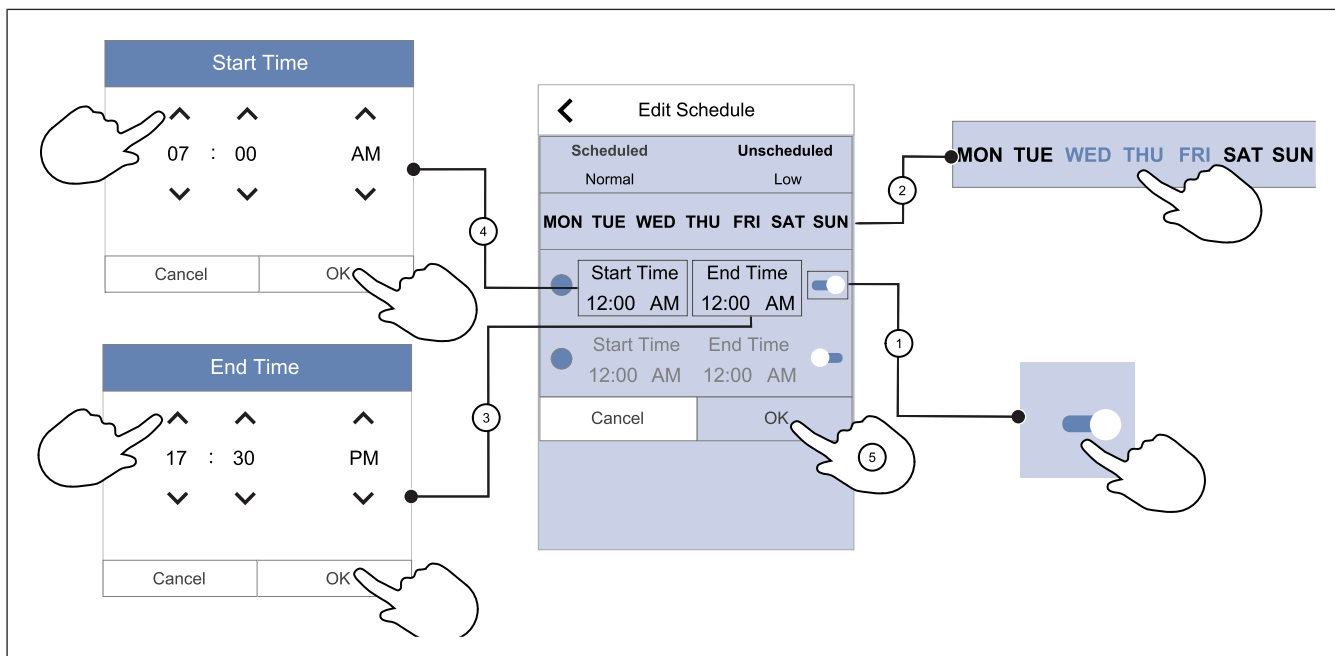 Start Time
07 : 00 AM
Cancel OK
4
End Time
17 : 30 PM
Cancel OK
3
Edit Schedule
Scheduled Unscheduled
Normal Low
MON TUE WED THU FRI SAT SUN
Start Time End Time
12:00 AM 12:00 AM
Start Time End Time
12:00 AM 12:00 AM
Cancel OK
5
2
MON TUE WED THU FRI SAT SUN
1